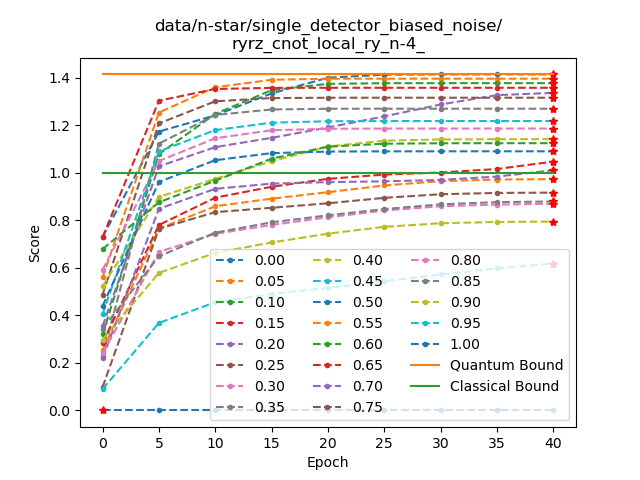 data/n-star/single_detector_biased_noise/
ryrz_cnot_local_ry_n-4_
Score
1.4
1.2
1.0
0.8
0.6
0.4
0.2
0.0
0.00 0.40 0.80
0.05 0.45 0.85
0.10 0.50 0.90
0.15 0.55 0.95
0.20 0.60 1.00
0.25 0.65 Quantum Bound
0.30 0.70 Classical Bound
0.35 0.75
0 5 10 15 20 25 30 35 40
Epoch